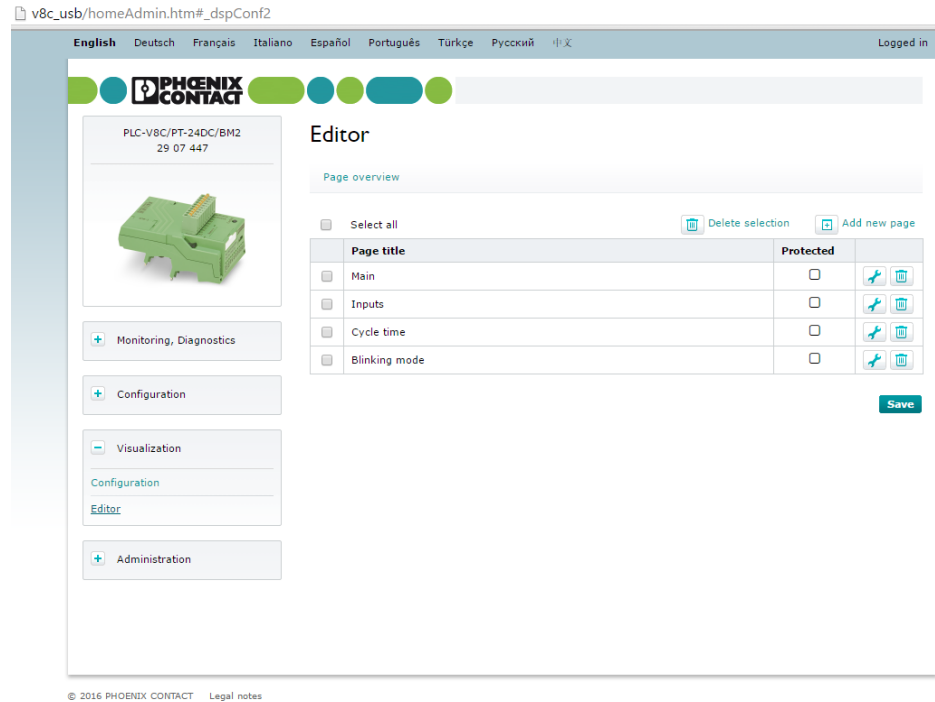 v8c_usb/homeAdmin.htm#_dspConf2
English Deutsch Français Italiano Español Português Türkçe Русский 中文 Logged in
PHŒNIX
CONTACT
PLC-V8C/PT-24DC/BM2
29 07 447
Monitoring, Diagnostics
Configuration
Visualization
Configuration
Editor
Administration
Editor
Page overview
Select all Delete selection Add new page
Page title Protected
Main
Inputs
Cycle time
Blinking mode
Save
© 2016 PHOENIX CONTACT Legal notes